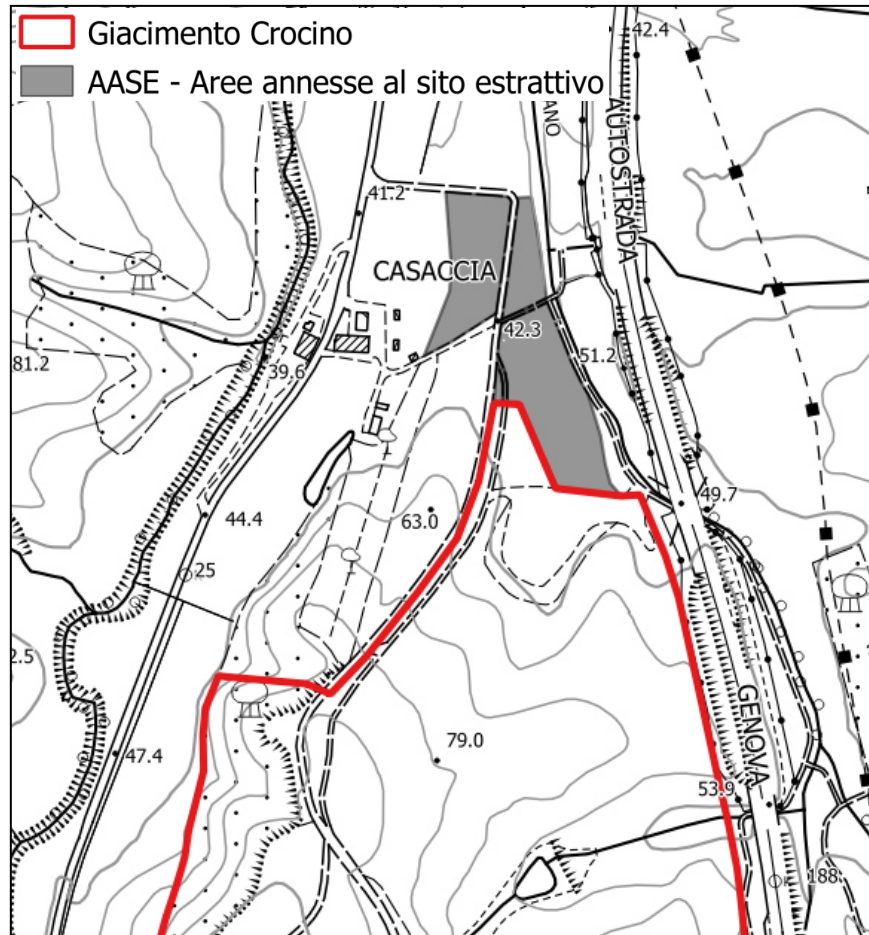 Giacimento Crocino
AASE - Aree annesse al sito estrattivo
42.4
ANO
AUTOSTRADA
41.2
CASACCIA
42.3
51.2
81.2
39.6
49.7
63.0
44.4
25
2.5
GENOVA
79.0
47.4
53.9
188